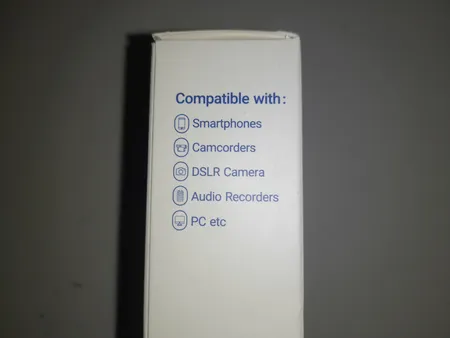 Compatible with:
Smartphones
Camcorders
DSLR Camera
Audio Recorders
PC etc